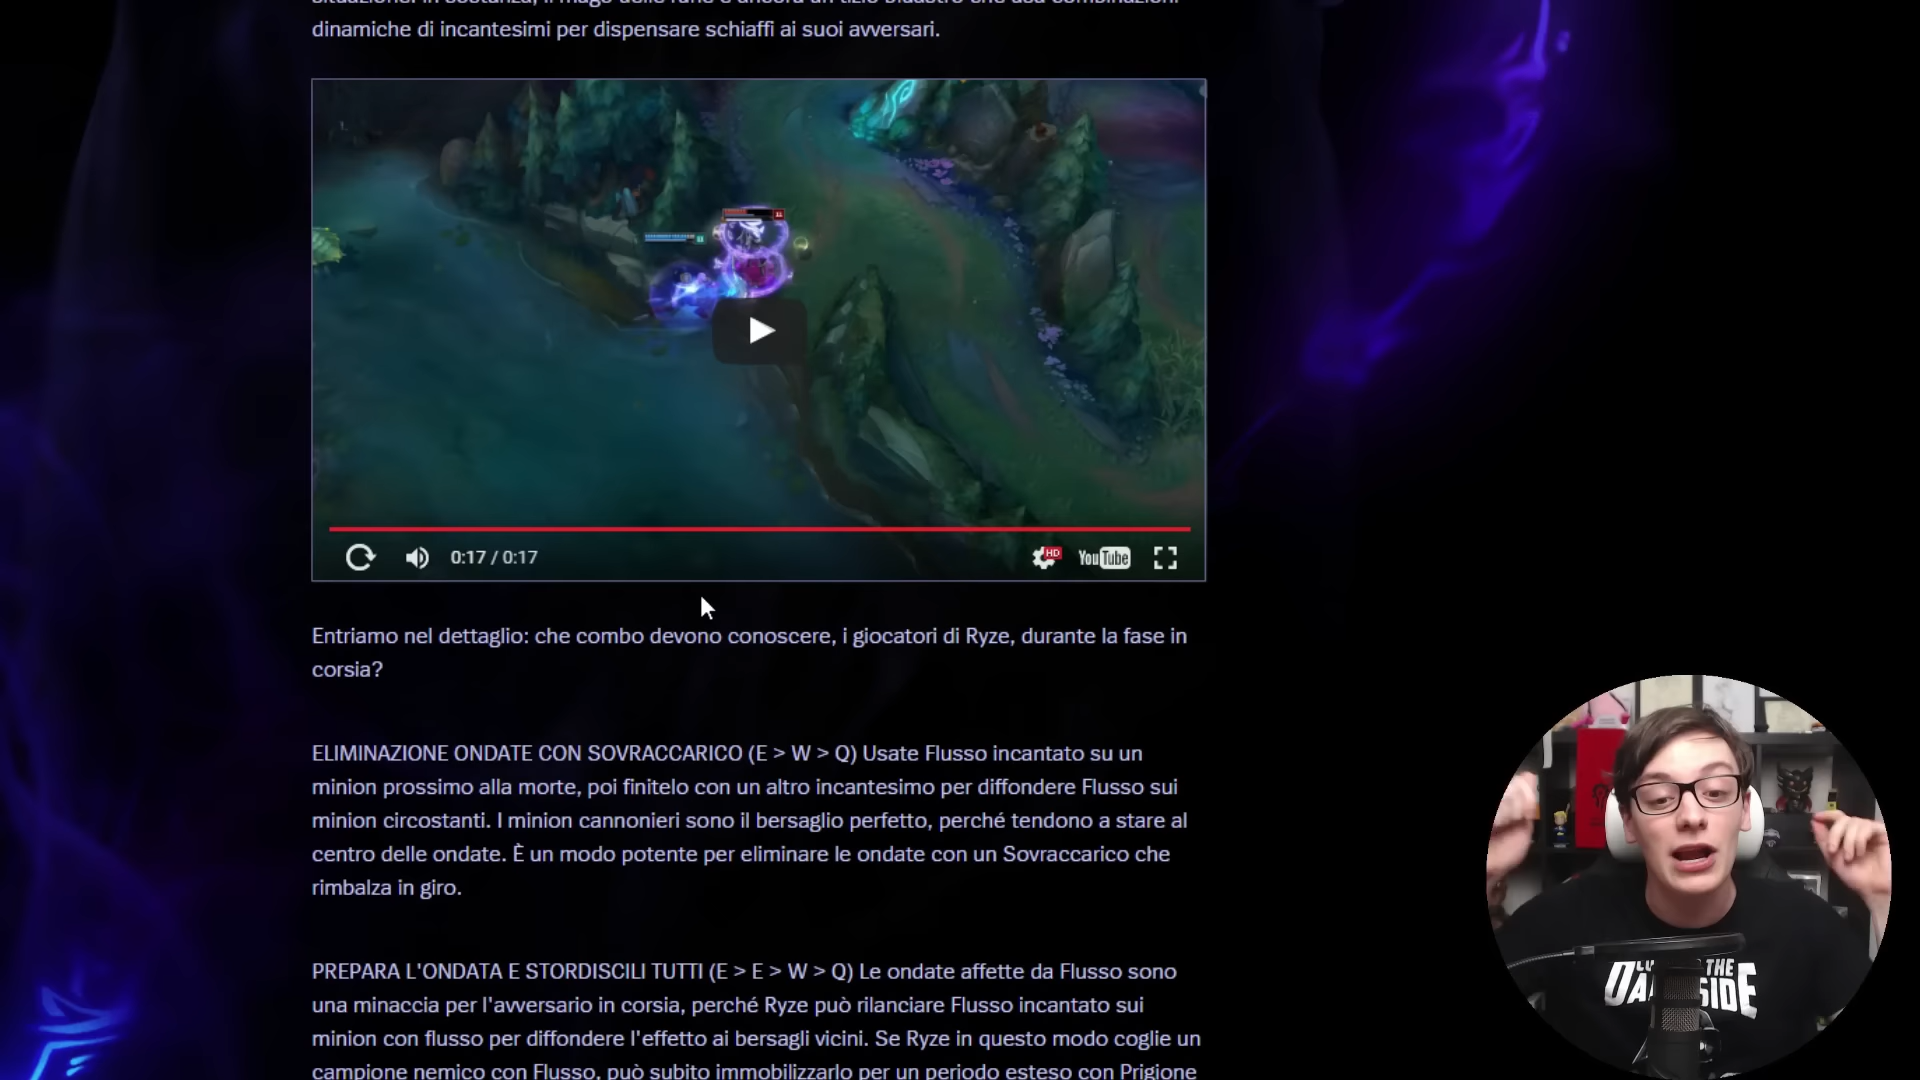 dinamiche di incantesimi per dispensare schiaffi ai suoi avversari.
0:17 / 0:17
HD
YouTube
Entriamo nel dettaglio: che combo devono conoscere, i giocatori di Ryze, durante la fase in
corsia?
ELIMINAZIONE ONDATE CON SOVRACCARICO (E > W > Q) Usate Flusso incantato su un
minion prossimo alla morte, poi finitelo con un altro incantesimo per diffondere Flusso sui
minion circostanti. I minion cannonieri sono il bersaglio perfetto, perché tendono a stare al
centro delle ondate. È un modo potente per eliminare le ondate con un Sovraccarico che
rimbalza in giro.
PREPARA L'ONDATA E STORDISCILI TUTTI (E > E > W > Q) Le ondate affette da Flusso sono
una minaccia per l'avversario in corsia, perché Ryze può rilanciare Flusso incantato sui
minion con flusso per diffondere l'effetto ai bersagli vicini. Se Ryze in questo modo coglie un
campione nemico con Flusso, può subito immobilizzarlo per un periodo esteso con Prigione
THE